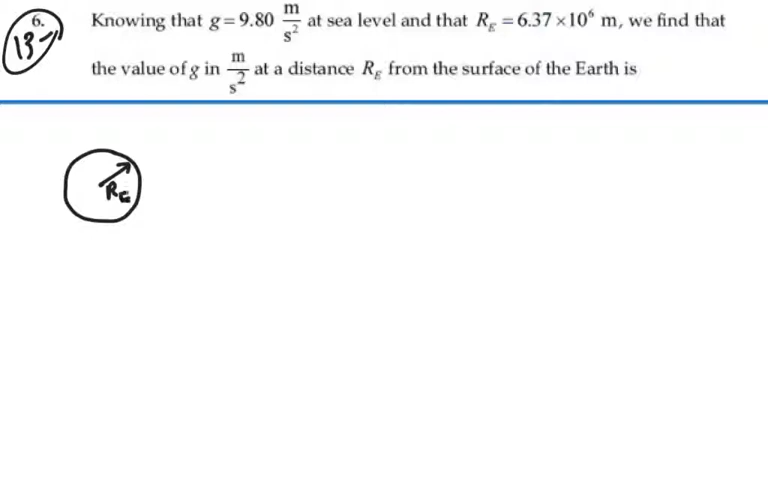 6. Knowing that g = 9.80 m/s² at sea level and that R_E = 6.37 × 10⁶ m, we find that
13
the value of g in m/s² at a distance R_E from the surface of the Earth is
R_E